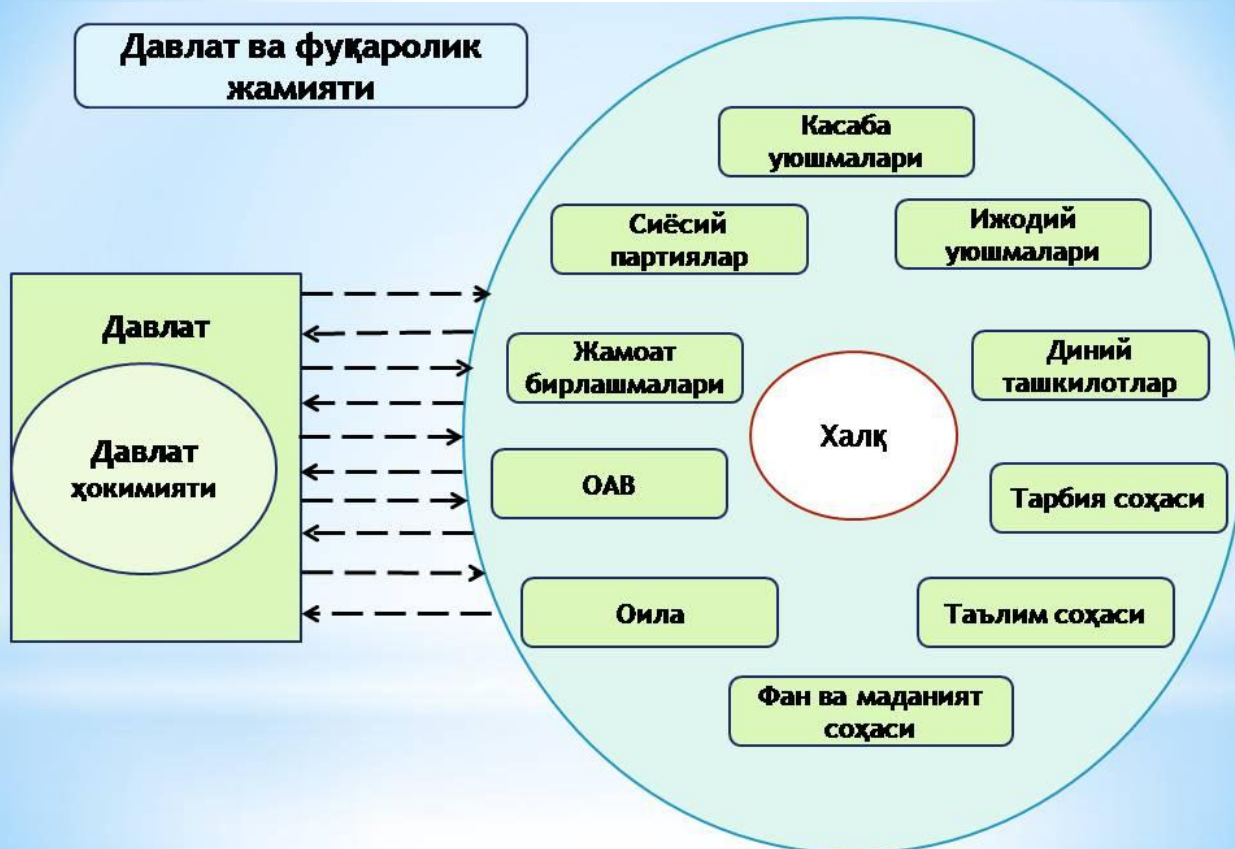 Давлат ва фуқаролик
жамияти
Касаба
уюшмалари
Сиёсий
партиялар
Ижодий
уюшмалари
Давлат
Давлат
ҳокимияти
Жамоат
бирлашмалари
Диний
ташкилотлар
Халқ
ОАВ
Тарбия соҳаси
Оила
Таълим соҳаси
Фан ва маданият
соҳаси